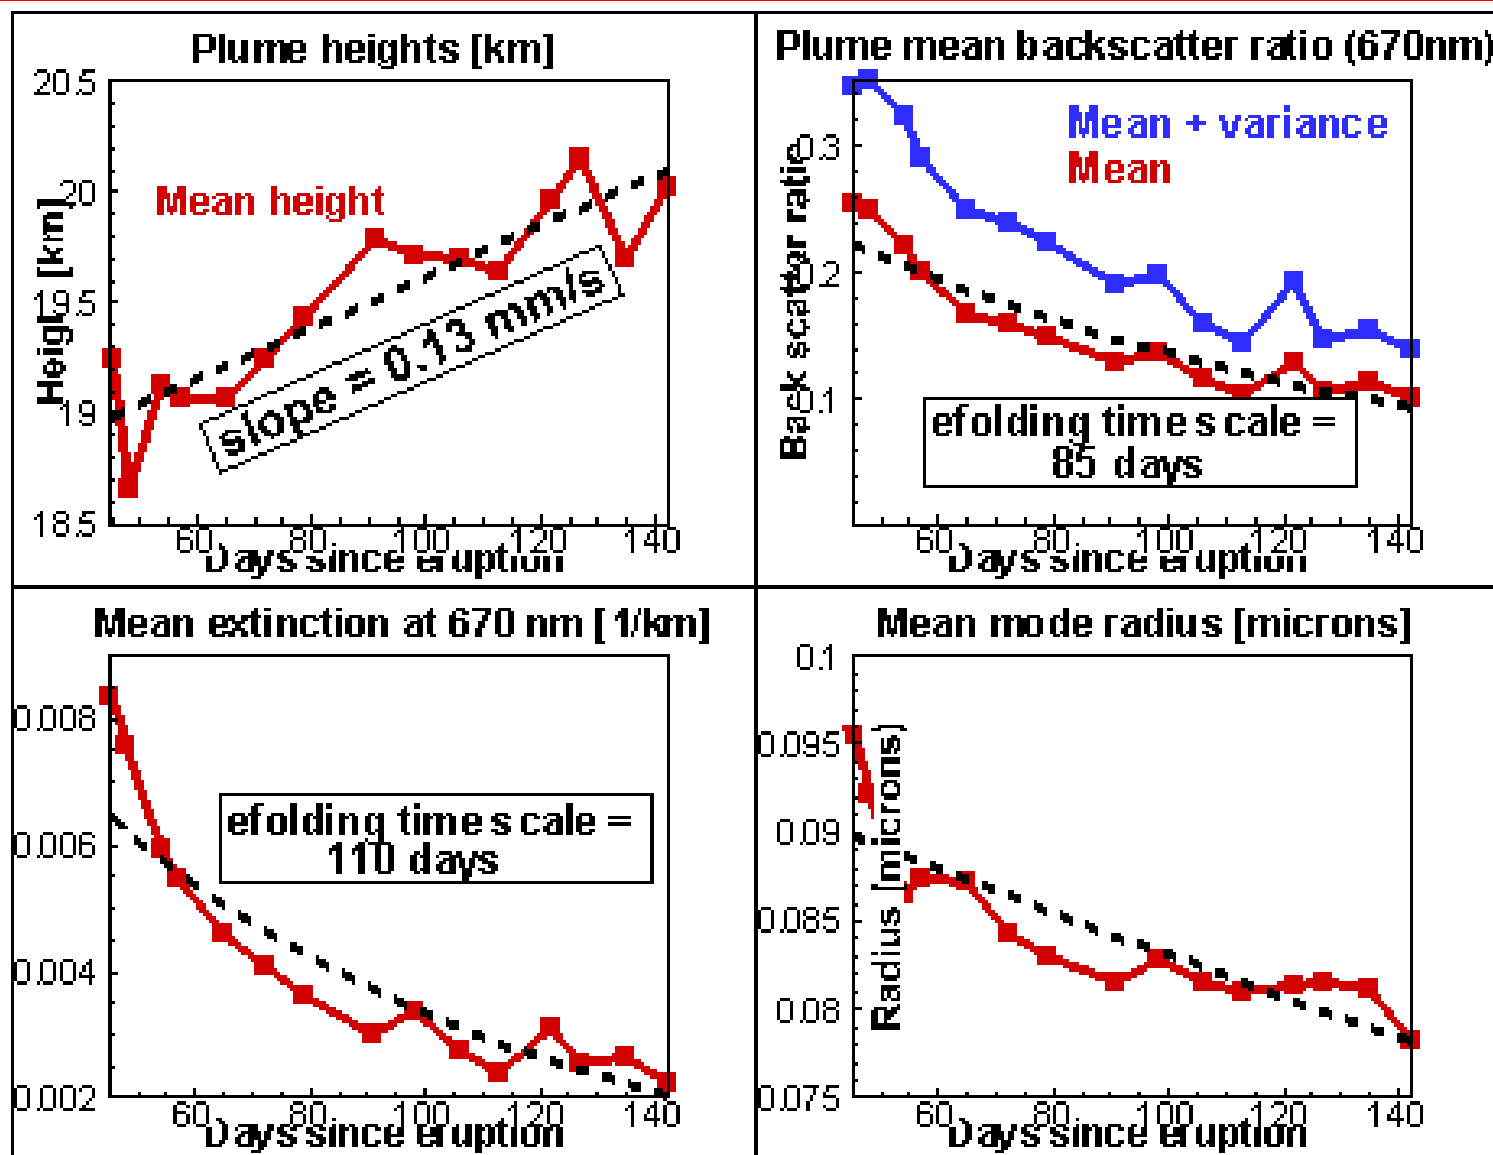 Plume heights [km]
20.5
20
19.5
19
18.5
Height [km]
Mean height
slope = 0.13 mm/s
60 80 100 120 140
Days since eruption
Plume mean backscatter ratio (670nm)
0.3
0.2
0.1
Back scatter ratio
Mean + variance
Mean
efolding timescale =
85 days
60 80 100 120 140
Days since eruption
Mean extinction at 670 nm [1/km]
0.008
0.006
0.004
0.002
efolding timescale =
110 days
60 80 100 120 140
Days since eruption
Mean mode radius [microns]
0.1
0.095
0.09
0.085
0.08
0.075
Radius [microns)
60 80 100 120 140
Days since eruption